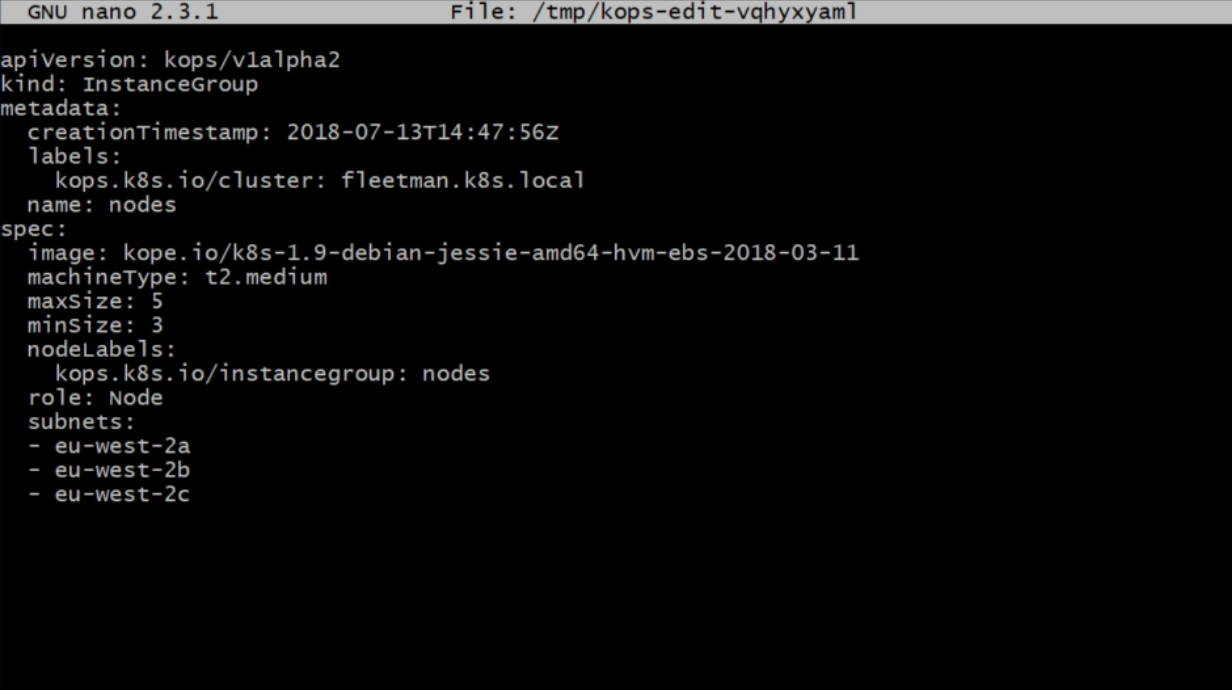 GNU nano 2.3.1 File: /tmp/kops-edit-vqhyxyaml
apiVersion: kops/v1alpha2
kind: InstanceGroup
metadata:
  creationTimestamp: 2018-07-13T14:47:56Z
  labels:
    kops.k8s.io/cluster: fleetman.k8s.local
  name: nodes
spec:
  image: kope.io/k8s-1.9-debian-jessie-amd64-hvm-ebs-2018-03-11
  machineType: t2.medium
  maxSize: 5
  minSize: 3
  nodeLabels:
    kops.k8s.io/instancegroup: nodes
  role: Node
  subnets:
  - eu-west-2a
  - eu-west-2b
  - eu-west-2c